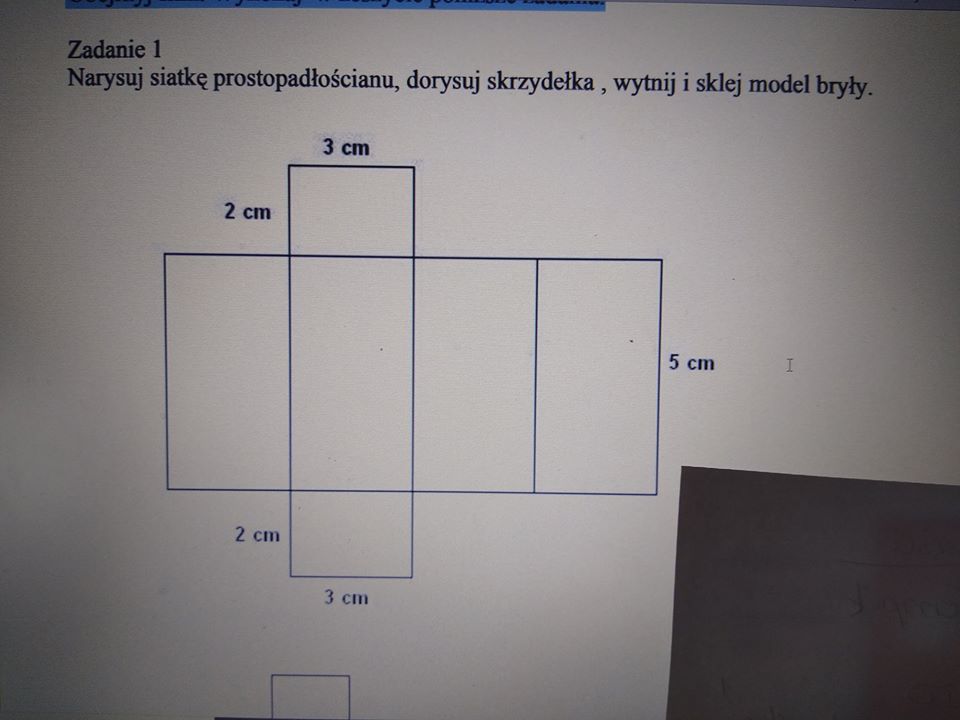 Zadanie 1
Narysuj siatkę prostopadłościanu, dorysuj skrzydełka , wytnij i sklej model bryły.
3 cm
2 cm
5 cm
2 cm
3 cm